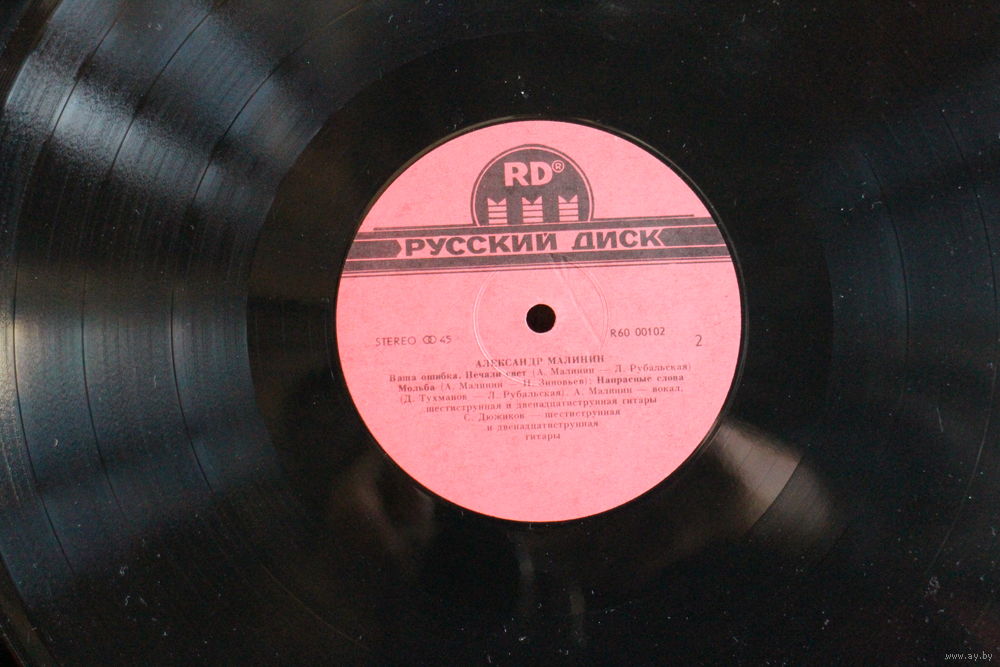 RD®
РУССКИЙ ДИСК
STEREO 45
R60 00102
2
АЛЕКСАНДР МАЛИНИН
Ваша ошибка. Печали свет (А. Малинин — Л. Рубальская)
Мольба (А. Малинин — Н. Зиновьев); Напрасные слова
(Д. Тухманов — Л. Рубальская). А. Малинин — вокал,
шестиструнная и двенадцатиструнная гитары
С. Дюжиков — шестиструнная
и двенадцатиструнная
гитары
www.ay.by